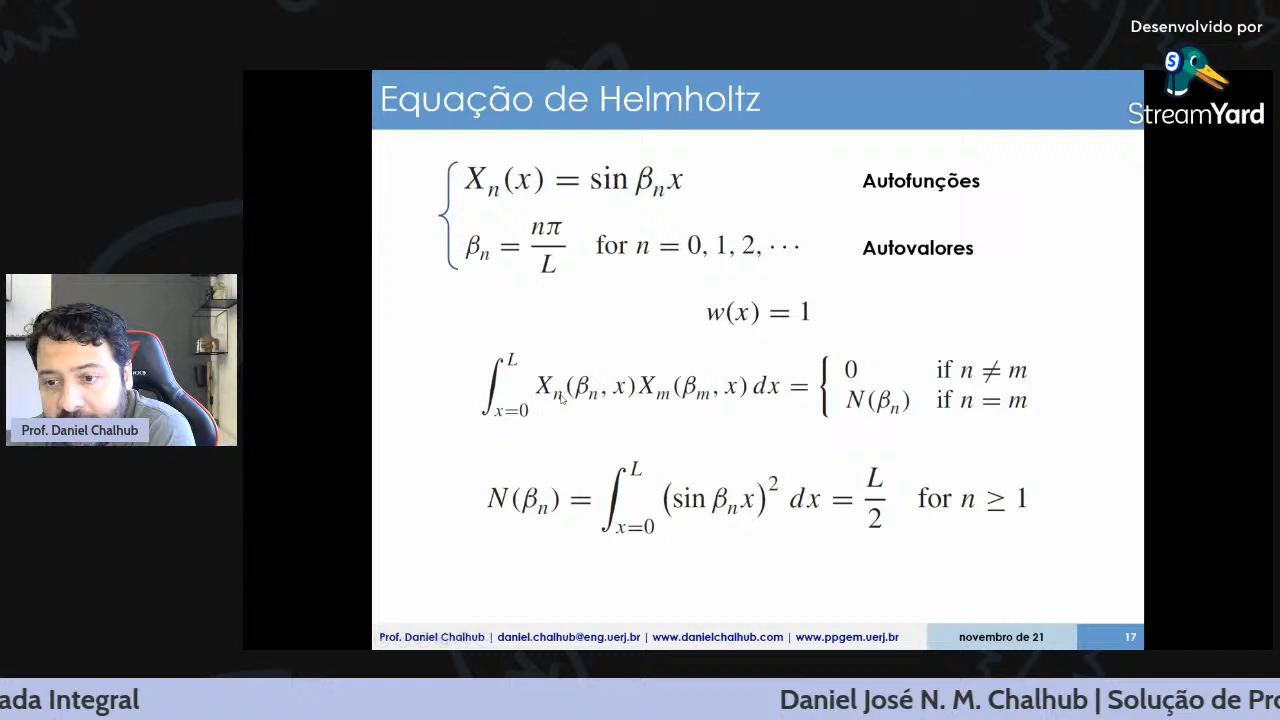 Desenvolvido por
StreamYard
Equação de Helmholtz
Xₙ(x) = sin βₙx    Autofunções
βₙ = nπ/L  for n = 0, 1, 2, ···    Autovalores
w(x) = 1
∫ₓ₌₀ᴸ Xₙ(βₙ, x)Xₘ(βₘ, x) dx = { 0  if n ≠ m
N(βₙ)  if n = m
N(βₙ) = ∫ₓ₌₀ᴸ (sin βₙx)² dx = L/2  for n ≥ 1
Prof. Daniel Chalhub
Prof. Daniel Chalhub | daniel.chalhub@eng.uerj.br | www.danielchalhub.com | www.ppgem.uerj.br    novembro de 21    17
ada Integral    Daniel José N. M. Chalhub | Solução de Pro